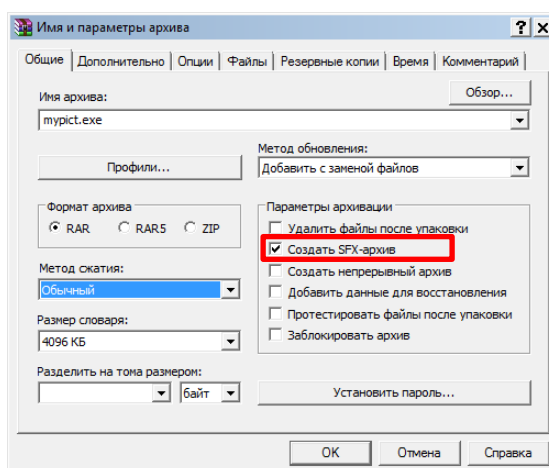 Имя и параметры архива
Общие Дополнительно Опции Файлы Резервные копии Время Комментарий
Имя архива:
Обзор...
mypict.exe
Профили...
Метод обновления:
Добавить с заменой файлов
Формат архива
RAR RAR5 ZIP
Метод сжатия:
Обычный
Размер словаря:
4096 КБ
Разделить на тома размером:
байт
Параметры архивации
Удалить файлы после упаковки
Создать SFX-архив
Создать непрерывный архив
Добавить данные для восстановления
Протестировать файлы после упаковки
Заблокировать архив
Установить пароль...
ОК Отмена Справка